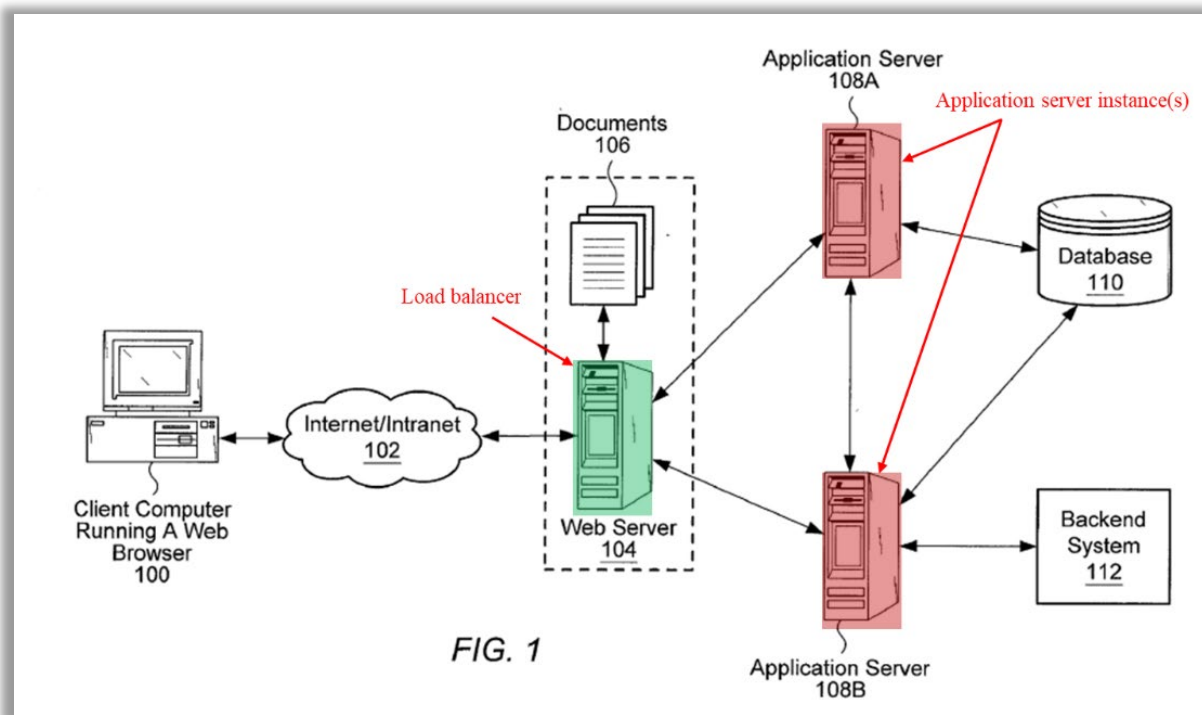 Application Server
108A
Application server instance(s)
Documents
106
Load balancer
Database
110
Internet/Intranet
102
Client Computer
Running A Web
Browser
100
Web Server
104
Backend
System
112
FIG. 1
Application Server
108B